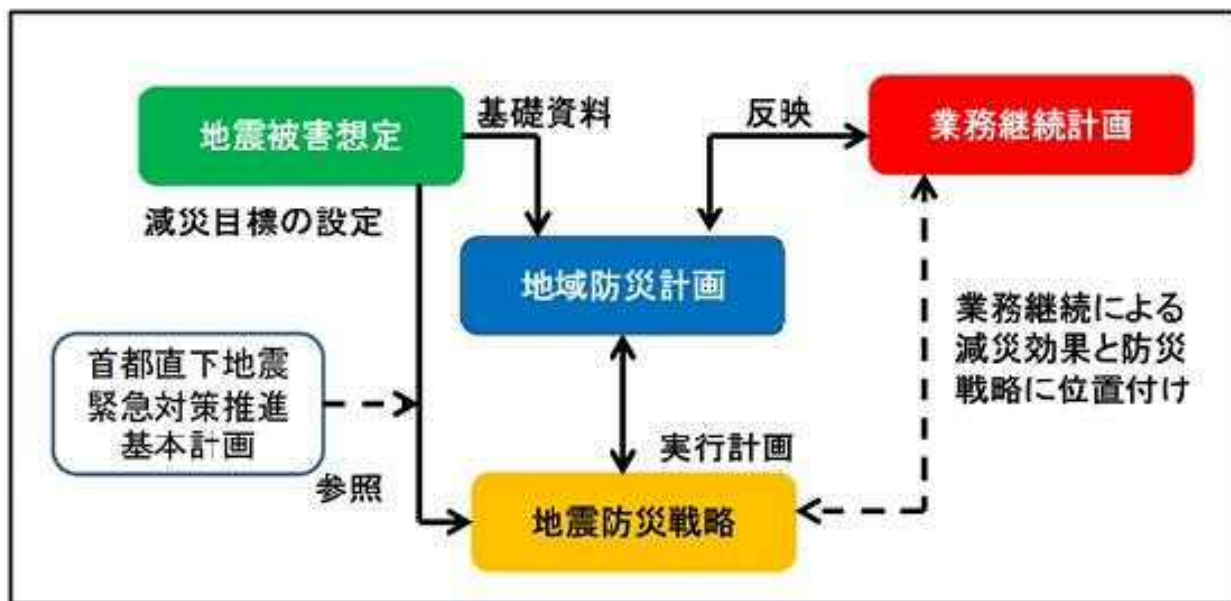 地震被害想定
基礎資料
反映
業務継続計画
減災目標の設定
地域防災計画
首都直下地震
緊急対策推進
基本計画
業務継続による
減災効果と防災
戦略に位置付け
参照
実行計画
地震防災戦略